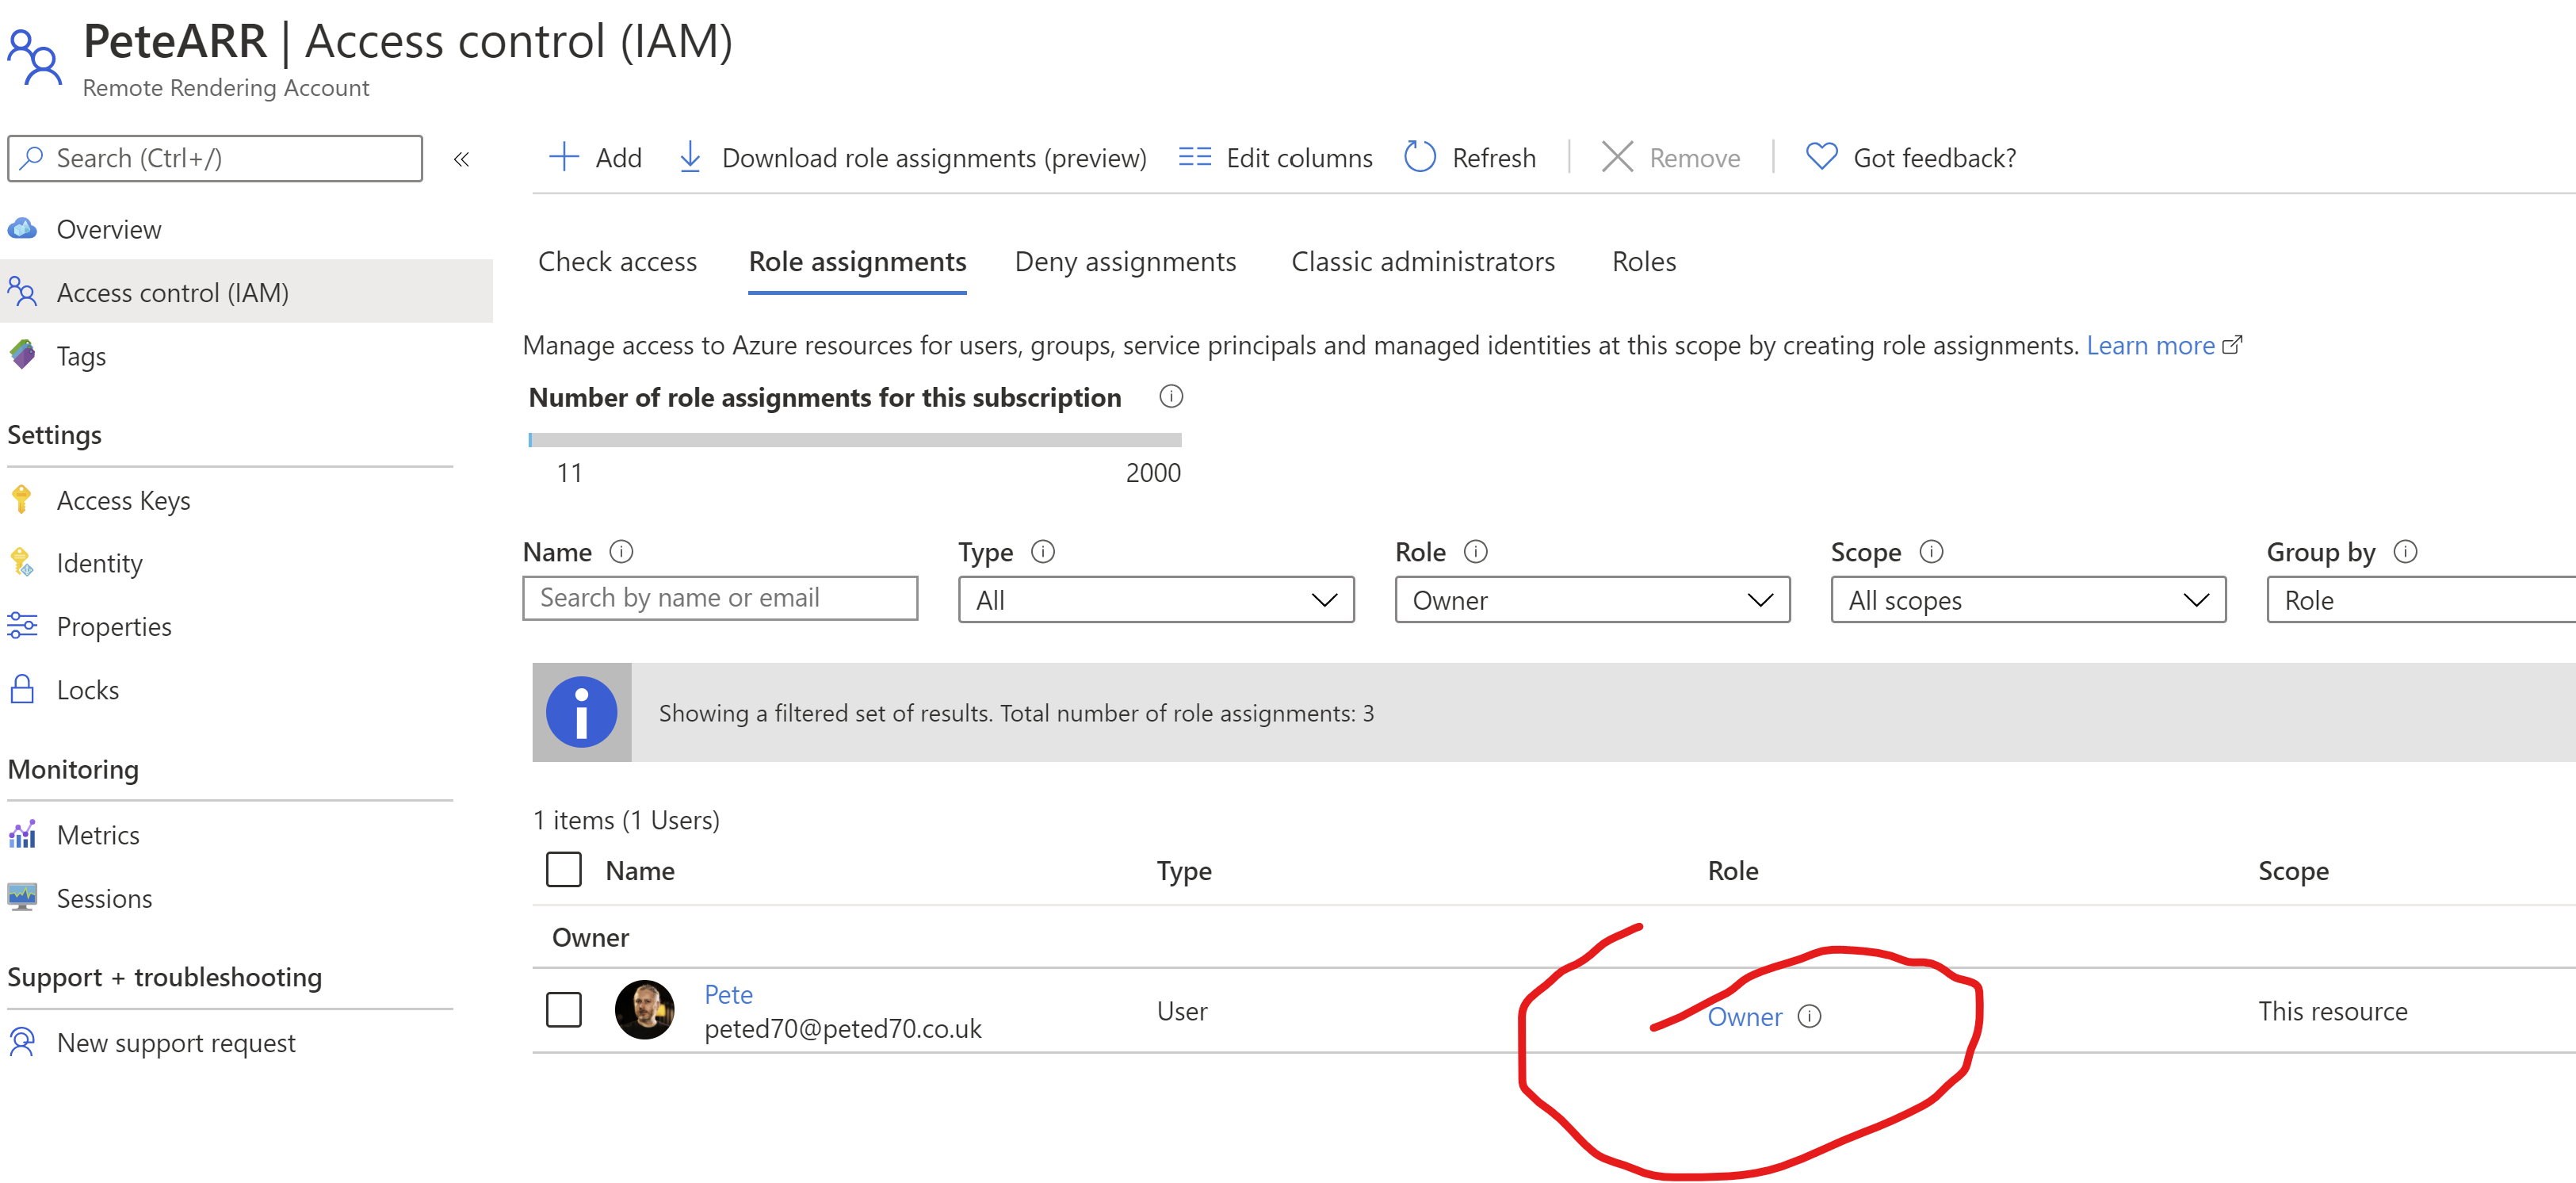 PeteARR | Access control (IAM)
Remote Rendering Account
Search (Ctrl+/)
«
Overview
Access control (IAM)
Tags
Settings
Access Keys
Identity
Properties
Locks
Monitoring
Metrics
Sessions
Support + troubleshooting
New support request
Add Download role assignments (preview) Edit columns Refresh Remove Got feedback?
Check access Role assignments Deny assignments Classic administrators Roles
Manage access to Azure resources for users, groups, service principals and managed identities at this scope by creating role assignments. Learn more
Number of role assignments for this subscription
11 2000
Name Type Role Scope Group by
Search by name or email All Owner All scopes Role
Showing a filtered set of results. Total number of role assignments: 3
1 items (1 Users)
Name Type Role Scope
Owner
Pete
peted70@peted70.co.uk User Owner This resource